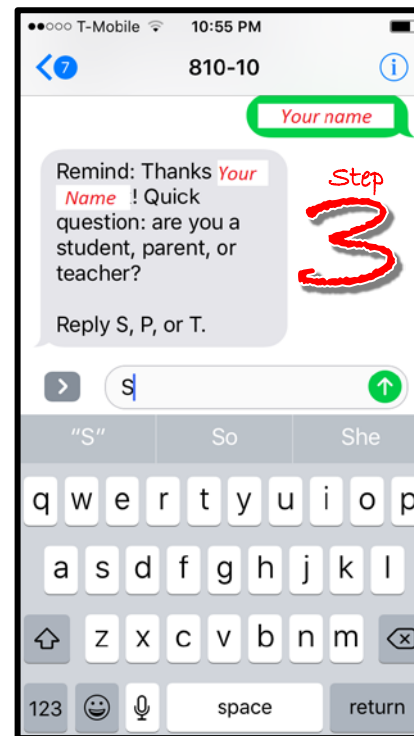 T-Mobile 10:55 PM
7 810-10 i
Your name
Remind: Thanks Your
Name ! Quick
question: are you a
student, parent, or
teacher?
Reply S, P, or T.
Step
3
S
"S" So She
q w e r t y u i o p
a s d f g h j k l
z x c v b n m
123 space return